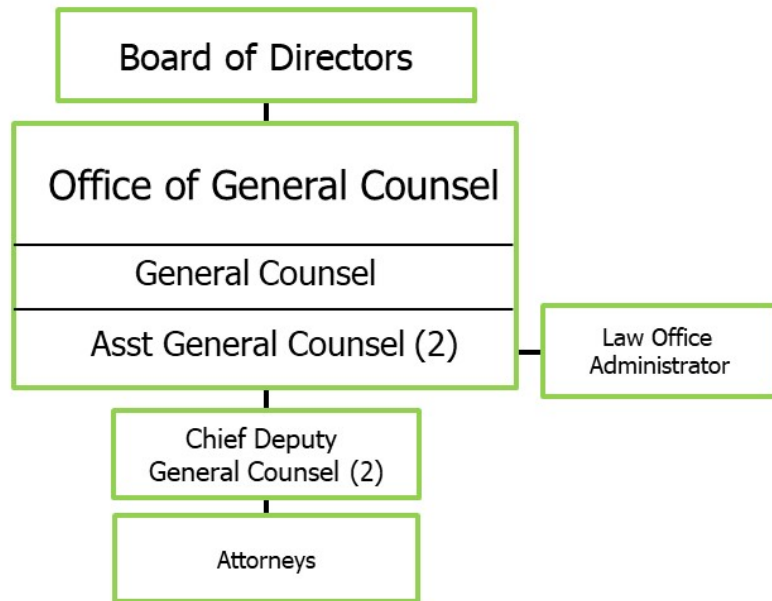 Board of Directors
Office of General Counsel
General Counsel
Asst General Counsel (2)
Law Office
Administrator
Chief Deputy
General Counsel (2)
Attorneys